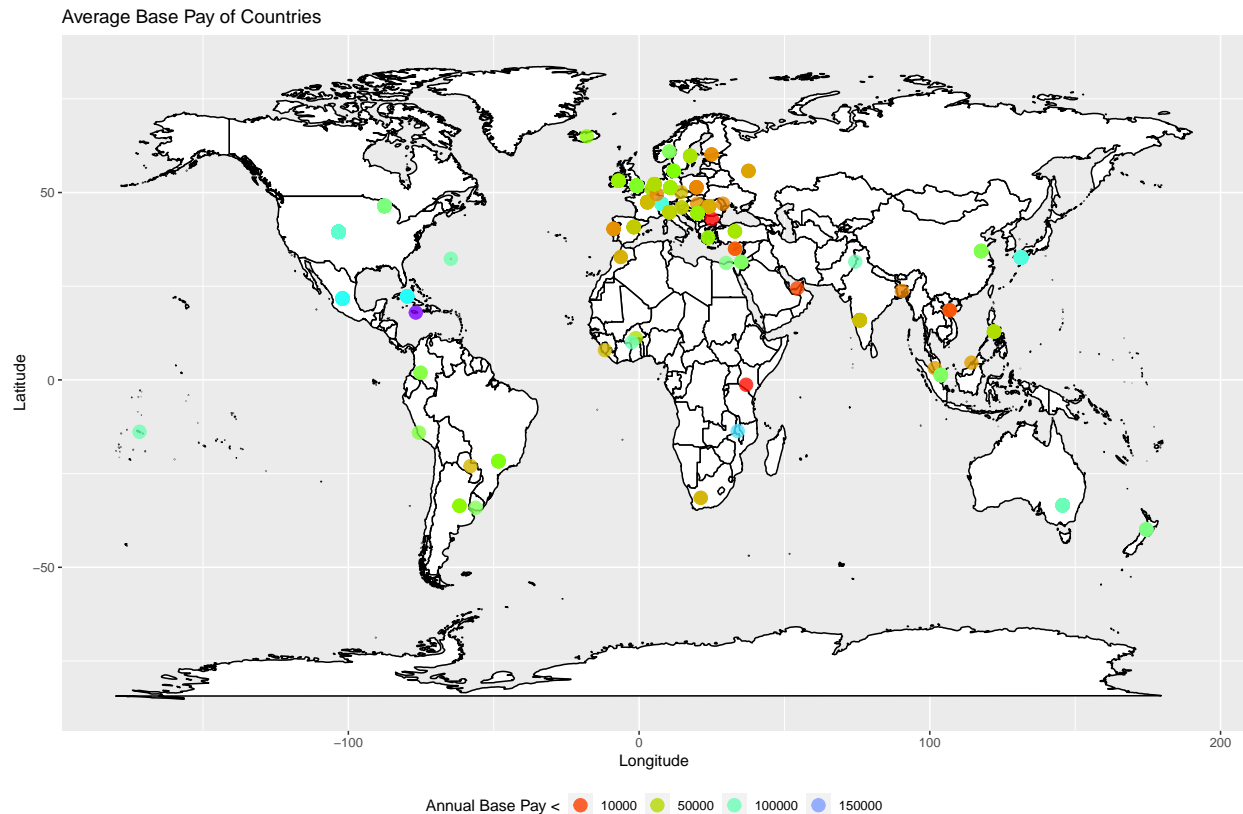 Average Base Pay of Countries
50
0
−50
Latitude
−100
0
100
200
Longitude
Annual Base Pay < 10000 50000 100000 150000